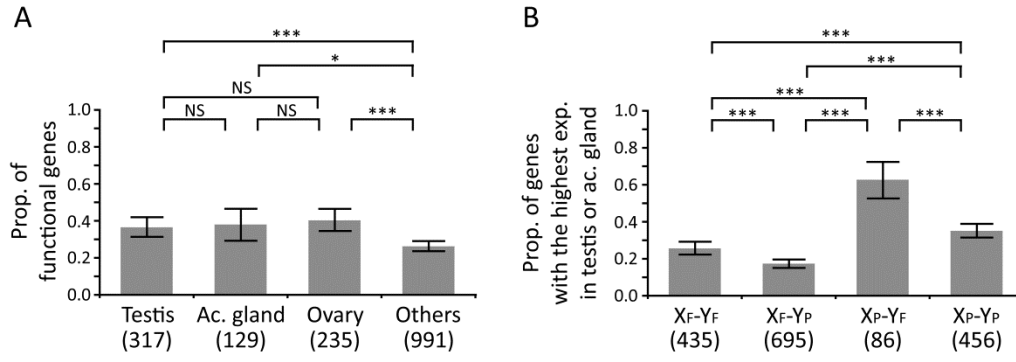 A
***
*
NS
NS
NS
***
1.0
0.8
0.6
0.4
0.2
0.0
Prop. of
functional genes
Testis
Ac. gland
Ovary
Others
(317)
(129)
(235)
(991)
B
***
***
***
***
***
***
1.0
0.8
0.6
0.4
0.2
0.0
Prop. of genes
with the highest exp.
in testis or ac. gland
XF-YF
XF-YP
XP-YF
XP-YP
(435)
(695)
(86)
(456)